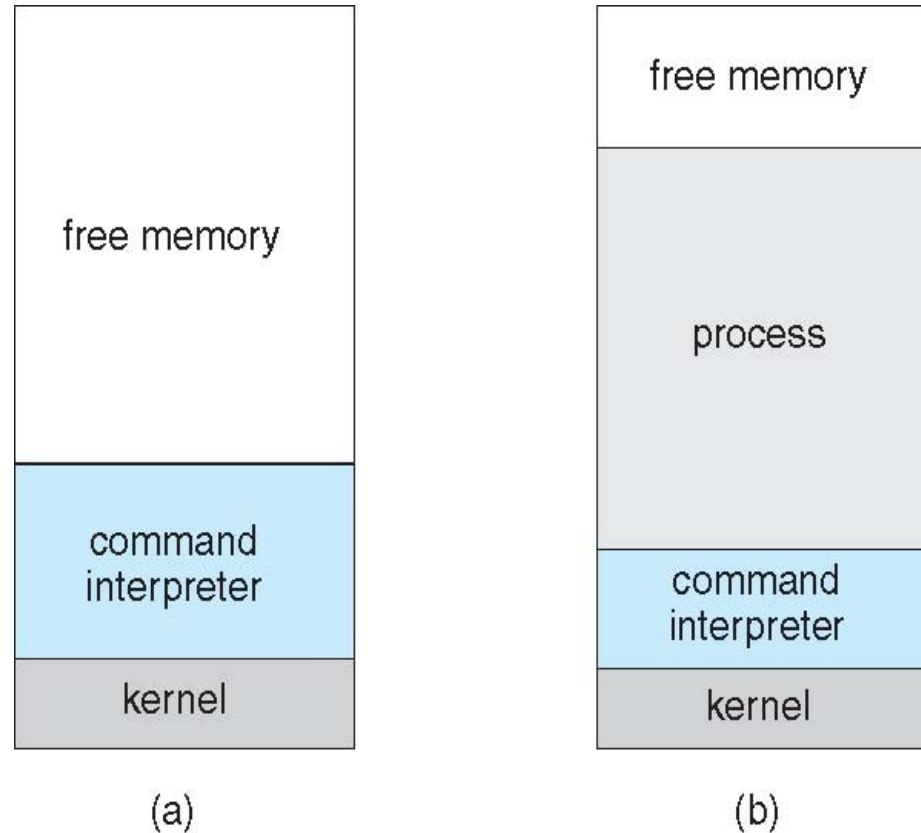 free memory
command
interpreter
kernel
(a)
free memory
process
command
interpreter
kernel
(b)